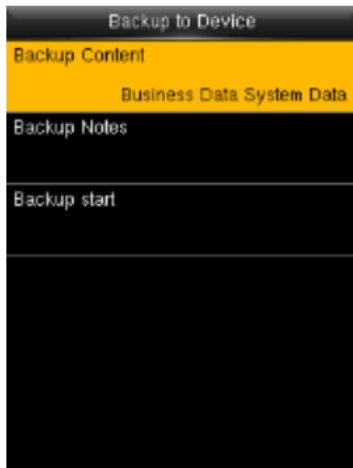 Backup to Device
Backup Content
Business Data System Data
Backup Notes
Backup start